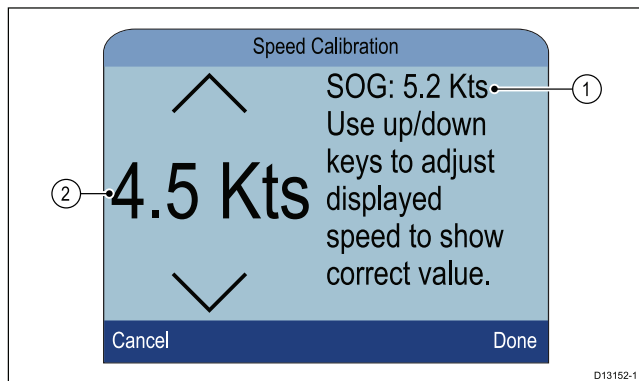 Speed Calibration
SOG: 5.2 Kts
1
Use up/down
keys to adjust
2
4.5 Kts
displayed
speed to show
correct value.
Cancel
Done
D13152-1